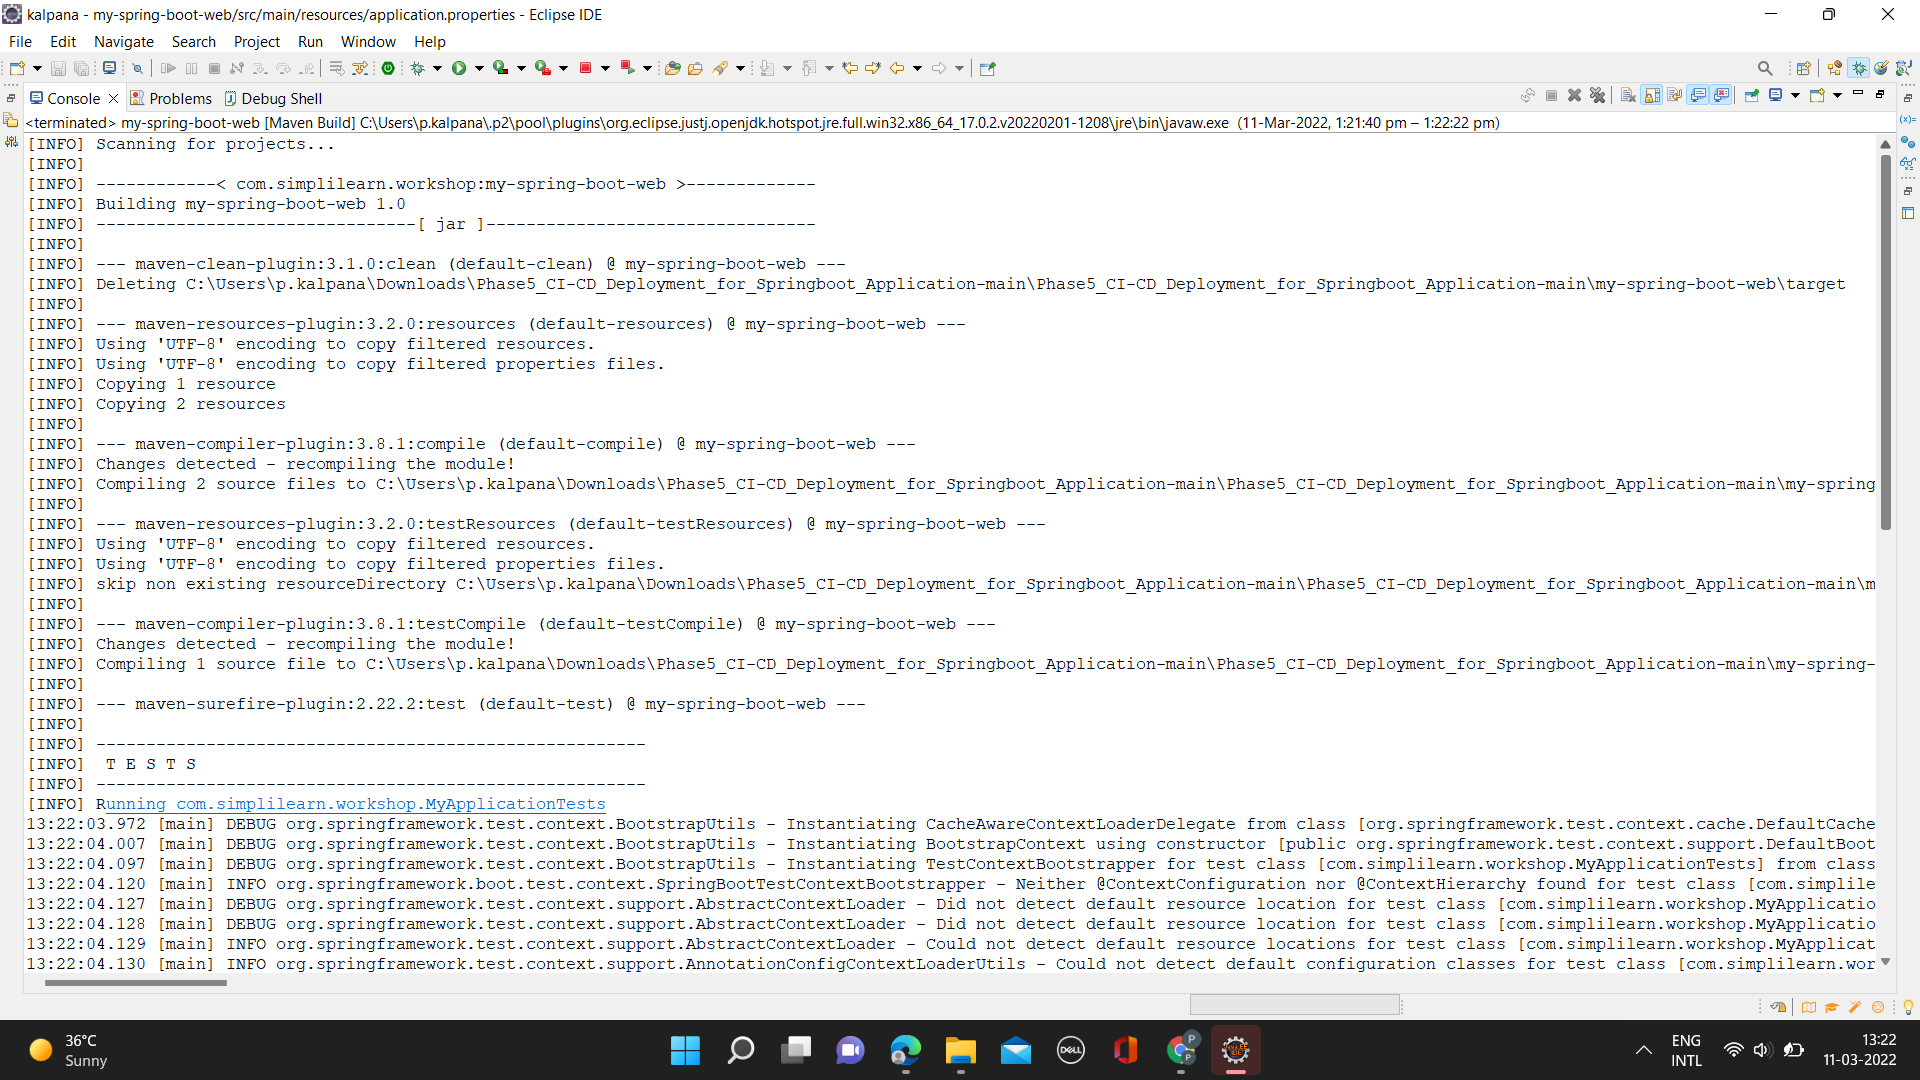 kalpana - my-spring-boot-web/src/main/resources/application.properties - Eclipse IDE
File Edit Navigate Search Project Run Window Help
Console Problems Debug Shell
<terminated> my-spring-boot-web [Maven Build] C:\Users\p.kalpana\.p2\pool\plugins\org.eclipse.justj.openjdk.hotspot.jre.full.win32.x86_64_17.0.2.v20220201-1208\jre\bin\javaw.exe (11-Mar-2022, 1:21:40 pm – 1:22:22 pm)
[INFO] Scanning for projects...
[INFO]
[INFO] ------------< com.simplilearn.workshop:my-spring-boot-web >-------------
[INFO] Building my-spring-boot-web 1.0
[INFO] --------------------------------[ jar ]---------------------------------
[INFO]
[INFO] --- maven-clean-plugin:3.1.0:clean (default-clean) @ my-spring-boot-web ---
[INFO] Deleting C:\Users\p.kalpana\Downloads\Phase5_CI-CD_Deployment_for_Springboot_Application-main\Phase5_CI-CD_Deployment_for_Springboot_Application-main\my-spring-boot-web\target
[INFO]
[INFO] --- maven-resources-plugin:3.2.0:resources (default-resources) @ my-spring-boot-web ---
[INFO] Using 'UTF-8' encoding to copy filtered resources.
[INFO] Using 'UTF-8' encoding to copy filtered properties files.
[INFO] Copying 1 resource
[INFO] Copying 2 resources
[INFO]
[INFO] --- maven-compiler-plugin:3.8.1:compile (default-compile) @ my-spring-boot-web ---
[INFO] Changes detected - recompiling the module!
[INFO] Compiling 2 source files to C:\Users\p.kalpana\Downloads\Phase5_CI-CD_Deployment_for_Springboot_Application-main\Phase5_CI-CD_Deployment_for_Springboot_Application-main\my-spring
[INFO]
[INFO] --- maven-resources-plugin:3.2.0:testResources (default-testResources) @ my-spring-boot-web ---
[INFO] Using 'UTF-8' encoding to copy filtered resources.
[INFO] Using 'UTF-8' encoding to copy filtered properties files.
[INFO] skip non existing resourceDirectory C:\Users\p.kalpana\Downloads\Phase5_CI-CD_Deployment_for_Springboot_Application-main\Phase5_CI-CD_Deployment_for_Springboot_Application-main\m
[INFO]
[INFO] --- maven-compiler-plugin:3.8.1:testCompile (default-testCompile) @ my-spring-boot-web ---
[INFO] Changes detected - recompiling the module!
[INFO] Compiling 1 source file to C:\Users\p.kalpana\Downloads\Phase5_CI-CD_Deployment_for_Springboot_Application-main\Phase5_CI-CD_Deployment_for_Springboot_Application-main\my-spring-
[INFO]
[INFO] --- maven-surefire-plugin:2.22.2:test (default-test) @ my-spring-boot-web ---
[INFO]
[INFO] -------------------------------------------------------
[INFO]  T E S T S
[INFO] -------------------------------------------------------
[INFO] Running com.simplilearn.workshop.MyApplicationTests
13:22:03.972 [main] DEBUG org.springframework.test.context.BootstrapUtils - Instantiating CacheAwareContextLoaderDelegate from class [org.springframework.test.context.cache.DefaultCache
13:22:04.007 [main] DEBUG org.springframework.test.context.BootstrapUtils - Instantiating BootstrapContext using constructor [public org.springframework.test.context.support.DefaultBoot
13:22:04.097 [main] DEBUG org.springframework.test.context.BootstrapUtils - Instantiating TestContextBootstrapper for test class [com.simplilearn.workshop.MyApplicationTests] from class
13:22:04.120 [main] INFO org.springframework.boot.test.context.SpringBootTestContextBootstrapper - Neither @ContextConfiguration nor @ContextHierarchy found for test class [com.simplile
13:22:04.127 [main] DEBUG org.springframework.test.context.support.AbstractContextLoader - Did not detect default resource location for test class [com.simplilearn.workshop.MyApplicatio
13:22:04.128 [main] DEBUG org.springframework.test.context.support.AbstractContextLoader - Did not detect default resource location for test class [com.simplilearn.workshop.MyApplicatio
13:22:04.129 [main] INFO org.springframework.test.context.support.AbstractContextLoader - Could not detect default resource locations for test class [com.simplilearn.workshop.MyApplicat
13:22:04.130 [main] INFO org.springframework.test.context.support.AnnotationConfigContextLoaderUtils - Could not detect default configuration classes for test class [com.simplilearn.wor
36°C
Sunny
DELL
ENG
INTL
13:22
11-03-2022